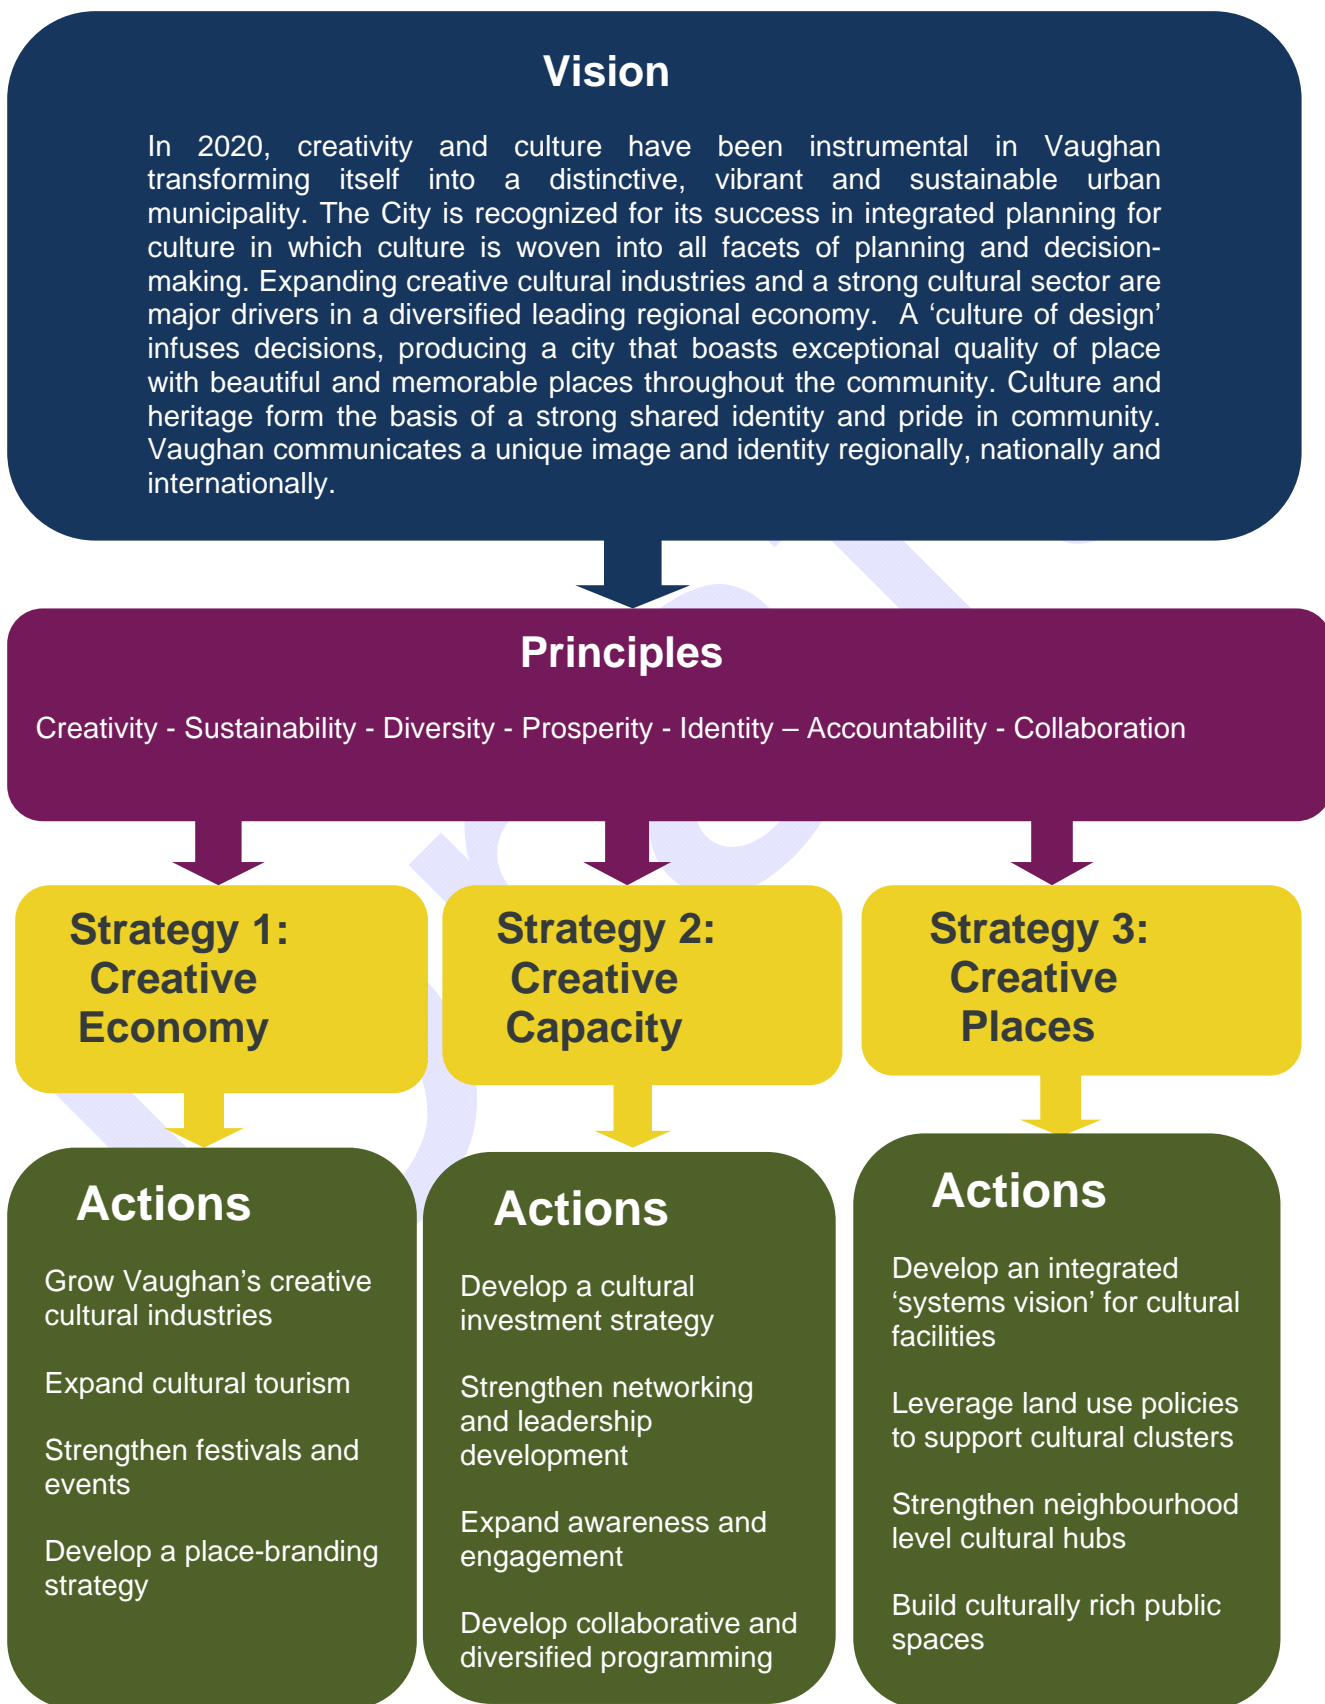 Vision
In 2020, creativity and culture have been instrumental in Vaughan
transforming itself into a distinctive, vibrant and sustainable urban
municipality. The City is recognized for its success in integrated planning for
culture in which culture is woven into all facets of planning and decision-
making. Expanding creative cultural industries and a strong cultural sector are
major drivers in a diversified leading regional economy.  A ‘culture of design’
infuses decisions, producing a city that boasts exceptional quality of place
with beautiful and memorable places throughout the community. Culture and
heritage form the basis of a strong shared identity and pride in community.
Vaughan communicates a unique image and identity regionally, nationally and
internationally.
Principles
Creativity - Sustainability - Diversity - Prosperity - Identity – Accountability - Collaboration
Strategy 1:
Creative
Economy
Strategy 2:
Creative
Capacity
Strategy 3:
Creative
Places
Actions
Grow Vaughan’s creative
cultural industries
Expand cultural tourism
Strengthen festivals and
events
Develop a place-branding
strategy
Actions
Develop a cultural
investment strategy
Strengthen networking
and leadership
development
Expand awareness and
engagement
Develop collaborative and
diversified programming
Actions
Develop an integrated
‘systems vision’ for cultural
facilities
Leverage land use policies
to support cultural clusters
Strengthen neighbourhood
level cultural hubs
Build culturally rich public
spaces